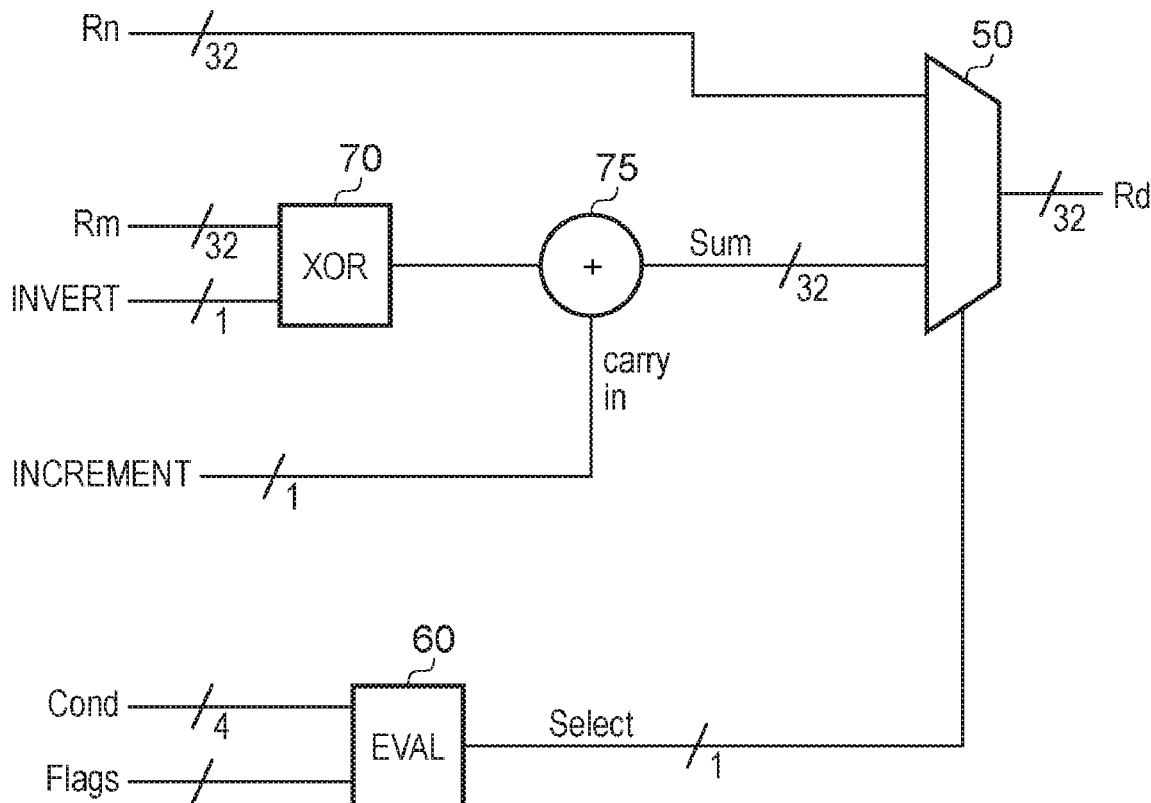 Rn
32
50
70
75
Rm
32
XOR
+
Sum
32
32
Rd
INVERT
1
carry
in
INCREMENT
1
60
Cond
4
EVAL
Select
1
Flags